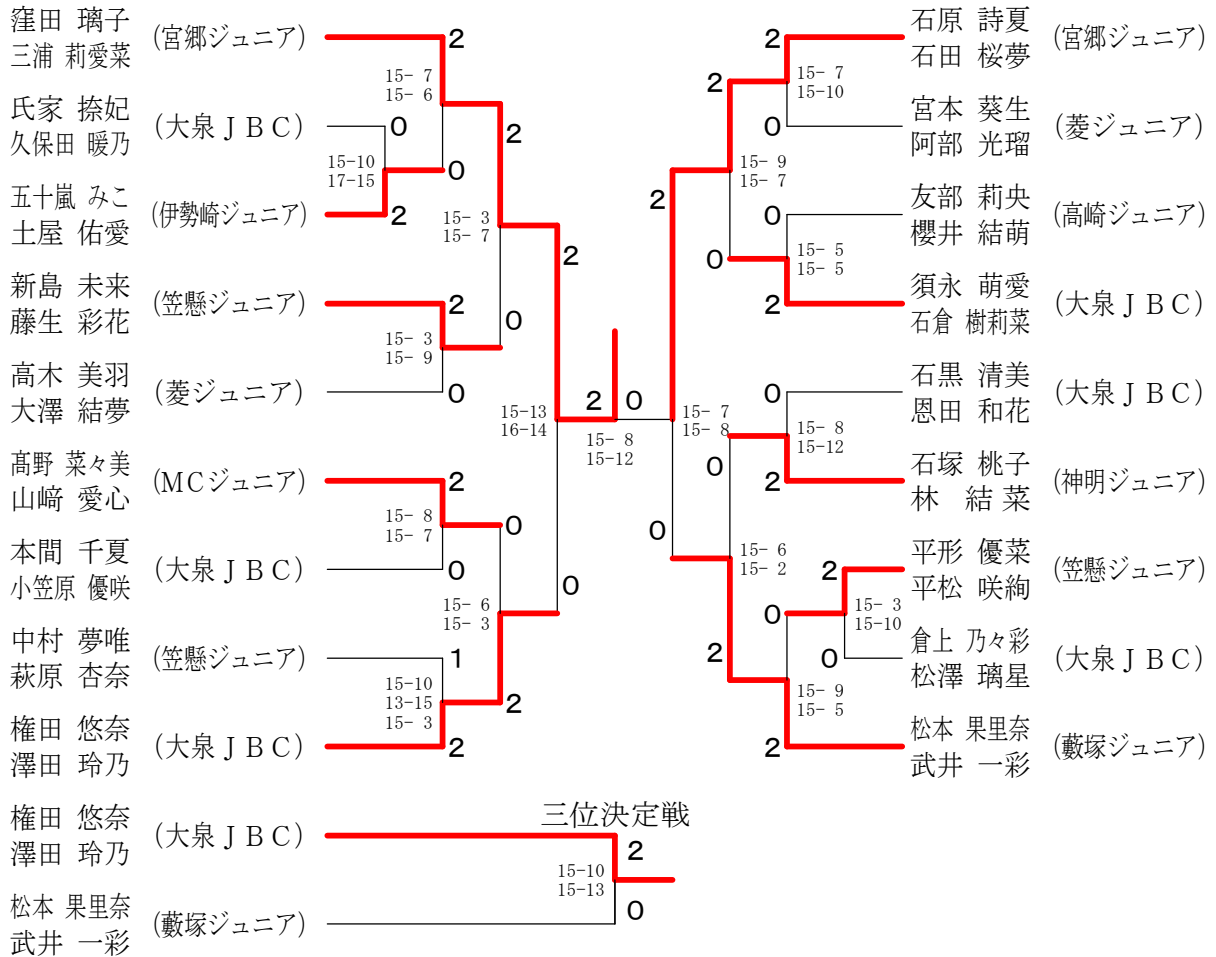 窪田 璃子
三浦 莉愛菜
(宮郷ジュニア)
2
15- 7
15- 6
氏家 捺妃
久保田 暖乃
(大泉ＪＢＣ)
0
15-10
17-15
0
五十嵐 みこ
土屋 佑愛
(伊勢崎ジュニア)
2
2
15- 3
15- 7
新島 未来
藤生 彩花
(笠懸ジュニア)
2
15- 3
15- 9
0
高木 美羽
大澤 結夢
(菱ジュニア)
0
2
15-13
16-14
髙野 菜々美
山﨑 愛心
(MCジュニア)
2
15- 8
15- 7
0
本間 千夏
小笠原 優咲
(大泉ＪＢＣ)
0
15- 6
15- 3
0
中村 夢唯
萩原 杏奈
(笠懸ジュニア)
1
15-10
13-15
15- 3
2
権田 悠奈
澤田 玲乃
(大泉ＪＢＣ)
2
2
0
15- 8
15-12
石原 詩夏
石田 桜夢
(宮郷ジュニア)
2
15- 7
15-10
2
宮本 葵生
阿部 光瑠
(菱ジュニア)
0
15- 9
15- 7
2
友部 莉央
櫻井 結萌
(高崎ジュニア)
0
15- 5
15- 5
0
須永 萌愛
石倉 樹莉菜
(大泉ＪＢＣ)
2
石黒 清美
恩田 和花
(大泉ＪＢＣ)
0
15- 7
15- 8
15- 8
15-12
0
石塚 桃子
林 結菜
(神明ジュニア)
2
0
15- 6
15- 2
平形 優菜
平松 咲絢
(笠懸ジュニア)
2
15- 3
15-10
0
倉上 乃々彩
松澤 璃星
(大泉ＪＢＣ)
0
2
15- 9
15- 5
松本 果里奈
武井 一彩
(藪塚ジュニア)
2
三位決定戦
権田 悠奈
澤田 玲乃
(大泉ＪＢＣ)
2
15-10
15-13
松本 果里奈
武井 一彩
(藪塚ジュニア)
0